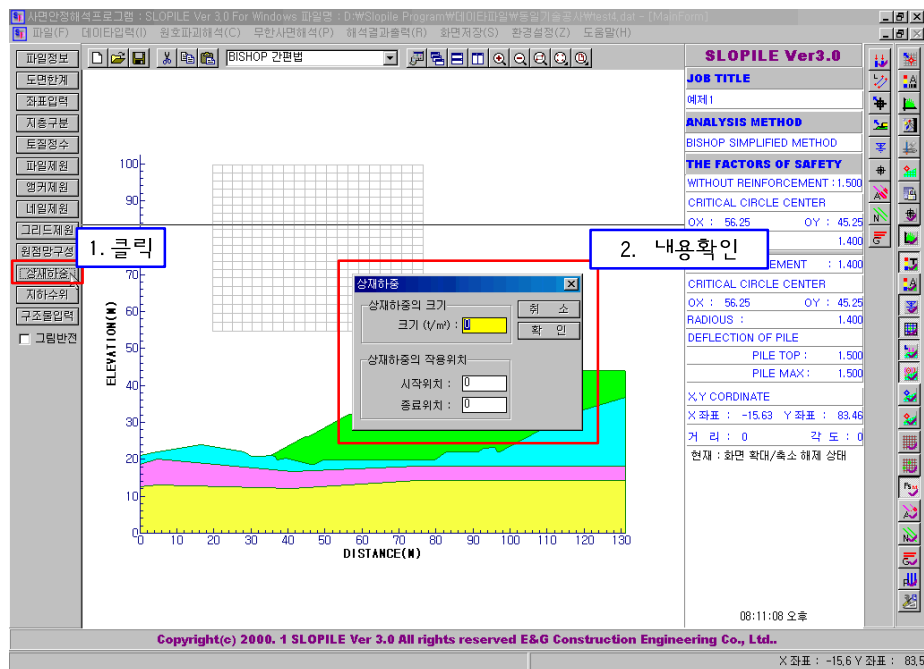 사면안정해석프로그램 : SLOPILE Ver 3,0 For Windows 파일명 : D:₩Slopile Program₩데이타파일₩동일기술공사₩test4.dat - [MainForm]
파일(F) 데이타입력(I) 원호파괴해석(C) 무한사면해석(P) 해석결과출력(R) 화면저장(S) 환경설정(Z) 도움말(H)
파일정보
도면한계
좌표입력
지층구분
토질정수
파일제원
앵커제원
네일제원
그리드제원
원점망구성
상재하중
지하수위
구조물입력
그림반전
BISHOP 간편법
1. 클릭
2. 내용확인
ELEVATION(M)
100
90
70
60
50
40
30
20
10
0
0 10 20 30 40 50 60 70 80 90 100 110 120 130
DISTANCE(M)
상재하중
상재하중의 크기
크기 (t/m²) : 0
취 소
확 인
상재하중의 작용위치
시작위치 : 0
종료위치 : 0
SLOPILE Ver3.0
JOB TITLE
예제1
ANALYSIS METHOD
BISHOP SIMPLIFIED METHOD
THE FACTORS OF SAFETY
WITHOUT REINFORCEMENT : 1.500
CRITICAL CIRCLE CENTER
OX : 56.25 OY : 45.25
1.400
EMENT : 1.400
CRITICAL CIRCLE CENTER
OX : 56.25 OY : 45.25
RADIOUS : 1.400
DEFLECTION OF PILE
PILE TOP : 1.500
PILE MAX : 1.500
X,Y CORDINATE
X 좌표 : -15.63 Y 좌표 : 83.46
거 리 : 0 각 도 : 0
현재 : 화면 확대/축소 해제 상태
08:11:08 오후
Copyright(c) 2000. 1 SLOPILE Ver 3.0 All rights reserved E&G Construction Engineering Co., Ltd..
X 좌표 : -15,6 Y 좌표 : 83,5